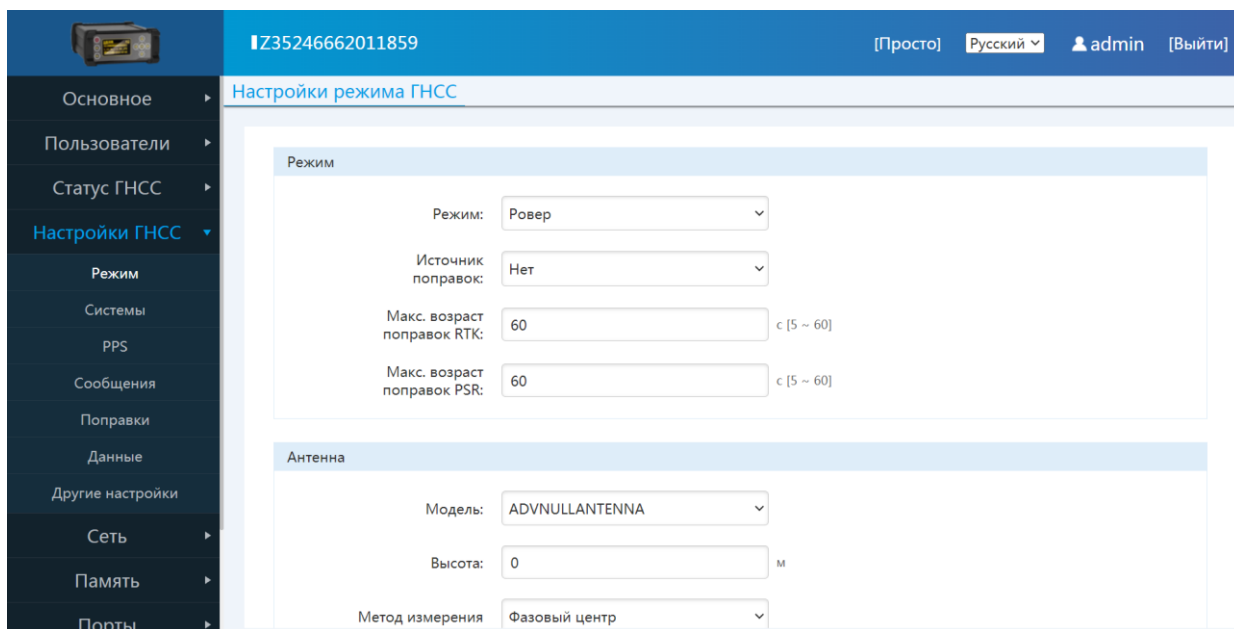 Z35246662011859
[Просто]
Русский
admin
[Выйти]
Основное
Пользователи
Статус ГНСС
Настройки ГНСС
Режим
Системы
PPS
Сообщения
Поправки
Данные
Другие настройки
Сеть
Память
Порты
Настройки режима ГНСС
Режим
Режим: Ровер
Источник
поправок: Нет
Макс. возраст
поправок RTK: 60 с [5 ~ 60]
Макс. возраст
поправок PSR: 60 с [5 ~ 60]
Антенна
Модель: ADVNULLANTENNA
Высота: 0 м
Метод измерения Фазовый центр